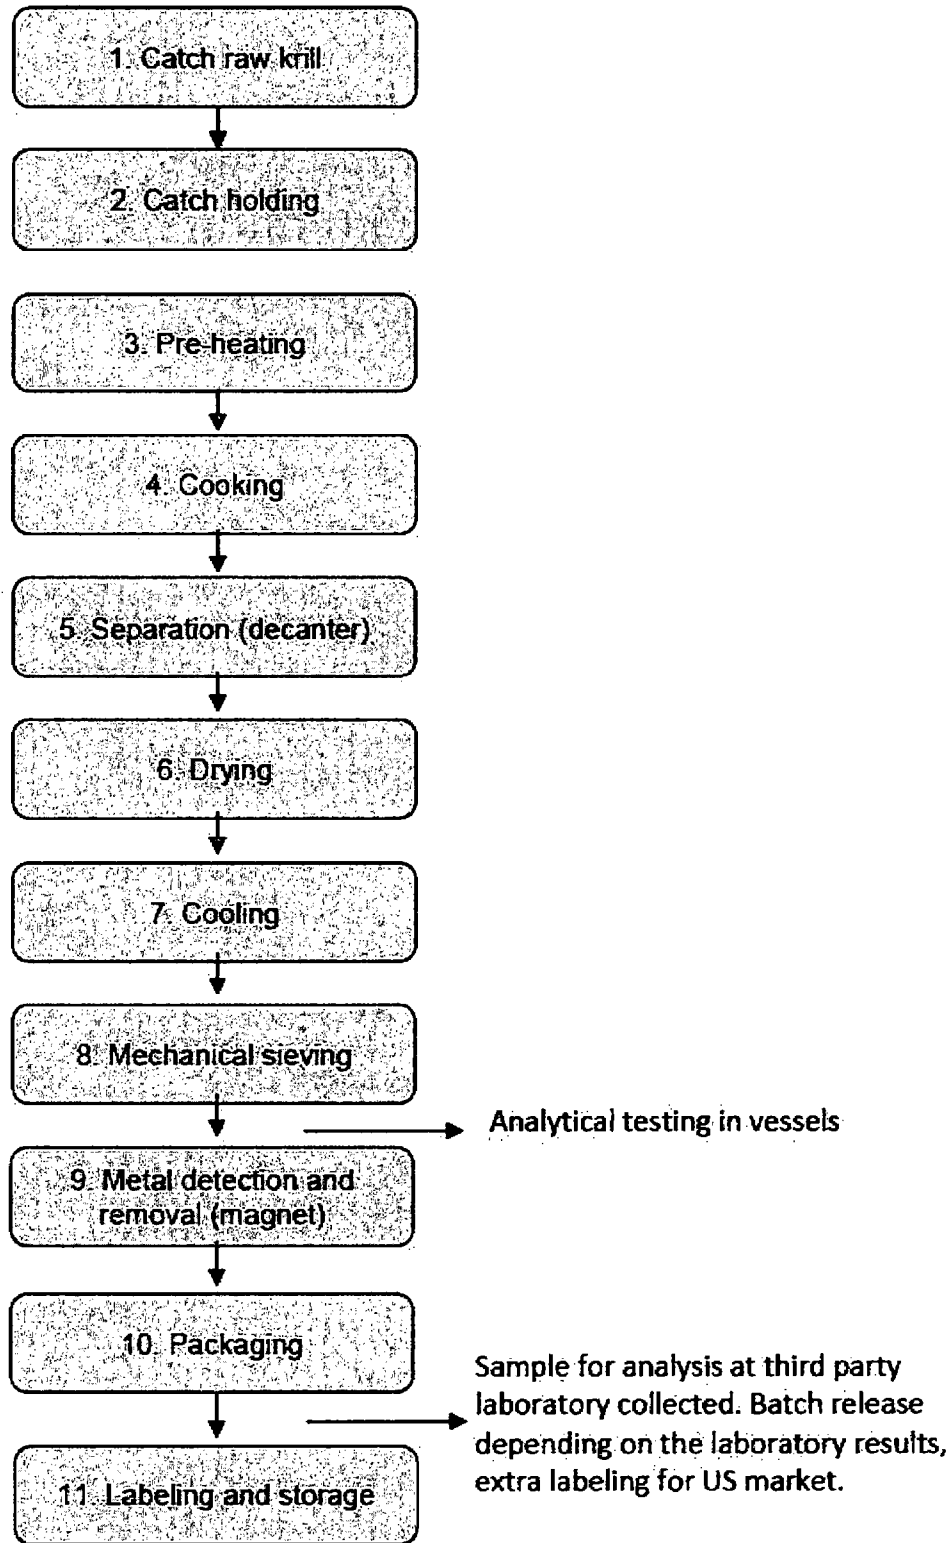 1. Catch raw krill
2. Catch holding
3. Pre-heating
4. Cooking
5. Separation (decanter)
6. Drying
7. Cooling
8. Mechanical sieving
Analytical testing in vessels
9. Metal detection and
removal (magnet)
10. Packaging
Sample for analysis at third party
laboratory collected. Batch release
depending on the laboratory results,
extra labeling for US market.
11. Labeling and storage